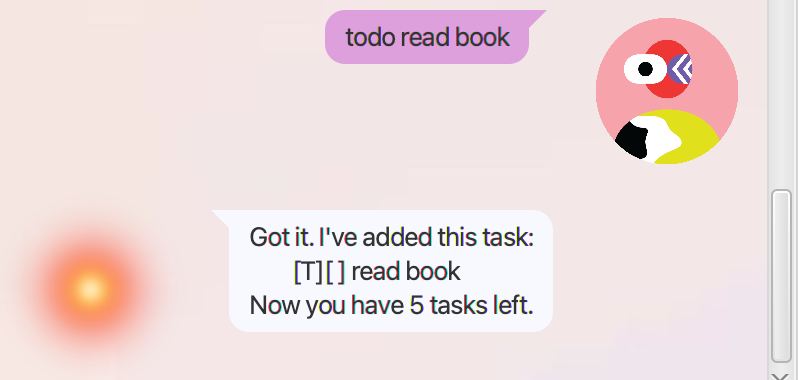 todo read book
Got it. I've added this task:
[T][ ] read book
Now you have 5 tasks left.